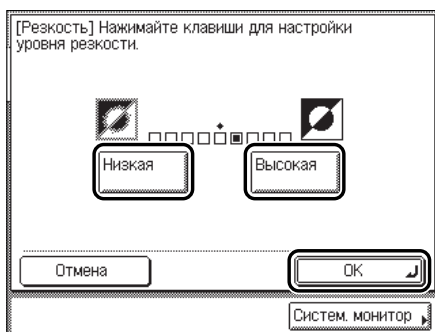 [Резкость] Нажимайте клавиши для настройки
уровня резкости.
Низкая
Высокая
Отмена
OK
Систем. монитор